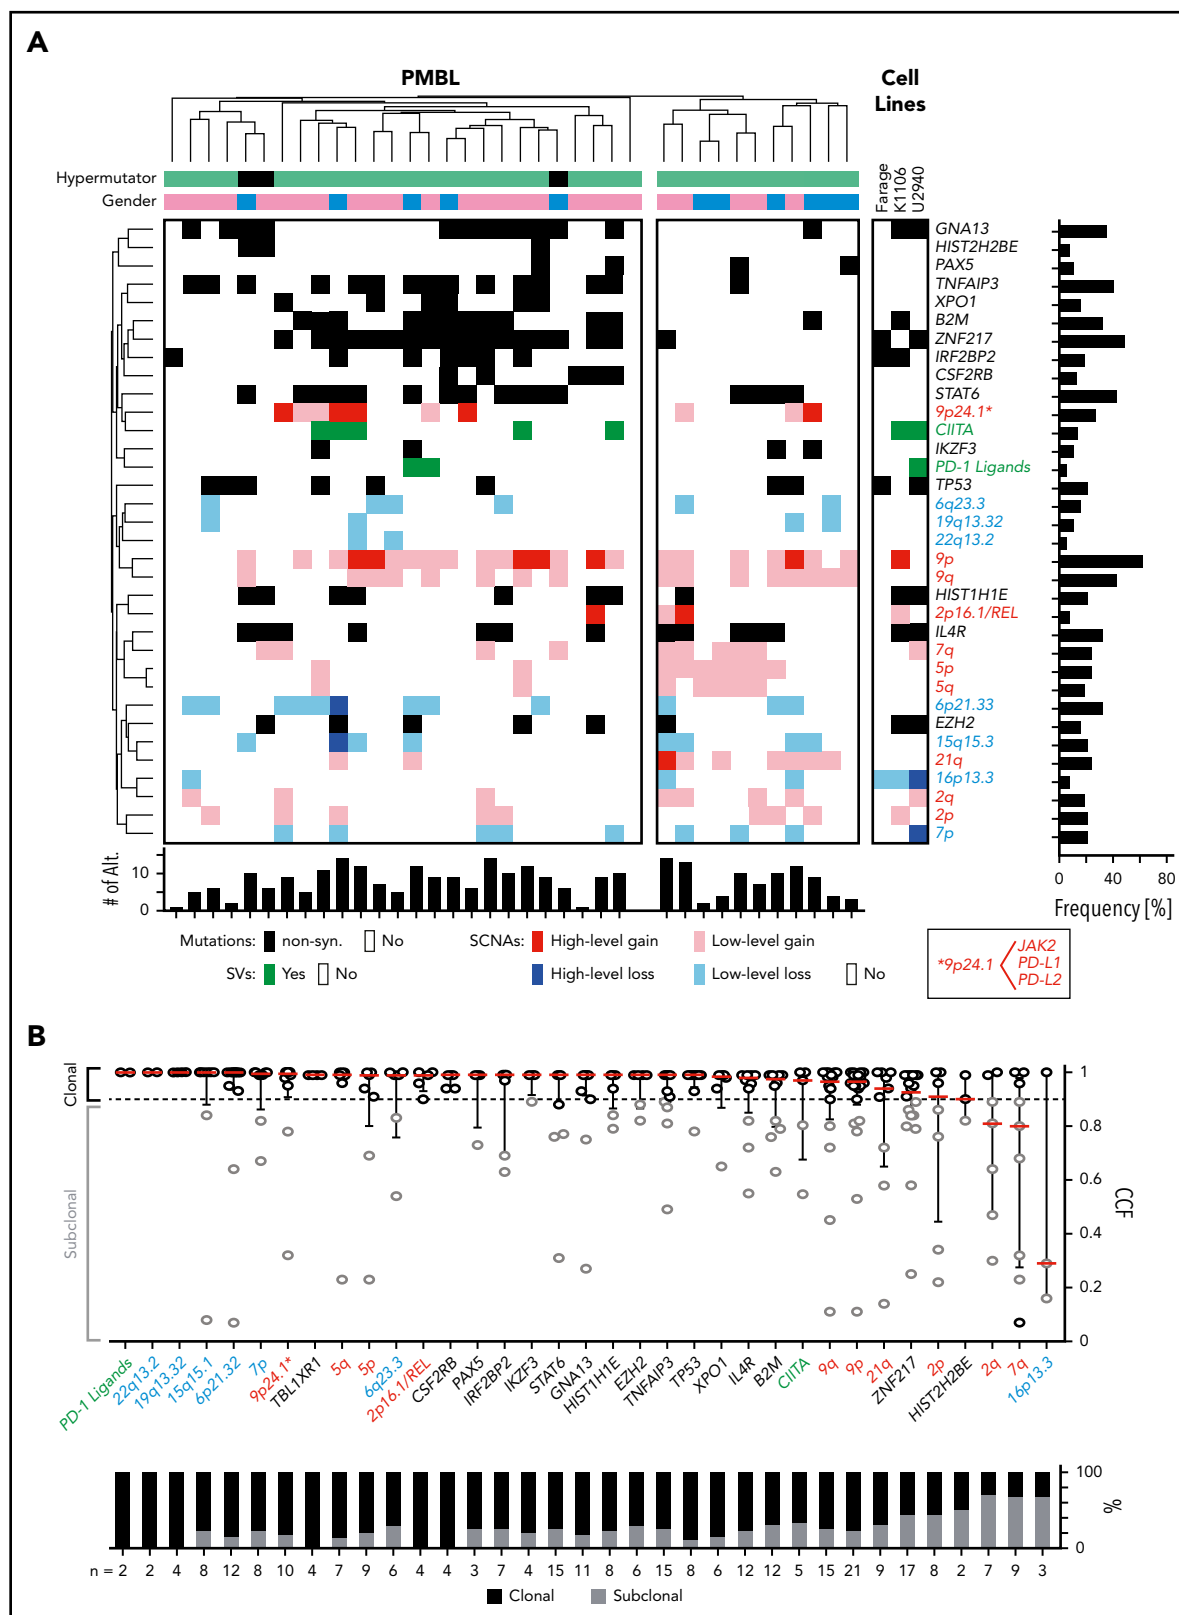 A
PMBL
Cell
Lines
Hypermutator
Gender
Farage
K1106
U2940
GNA13
HIST2H2BE
PAX5
TNFAIP3
XPO1
B2M
ZNF217
IRF2BP2
CSF2RB
STAT6
9p24.1*
CIITA
IKZF3
PD-1 Ligands
TP53
6q23.3
19q13.32
22q13.2
9p
9q
HIST1H1E
2p16.1/REL
IL4R
7q
5p
5q
6p21.33
EZH2
15q15.3
21q
16p13.3
2q
2p
7p
# of Alt.
10
0
0 40 80
Frequency [%]
Mutations: non-syn. No SCNAs: High-level gain Low-level gain
SVs: Yes No High-level loss Low-level loss No
*9p24.1
JAK2
PD-L1
PD-L2
B
Clonal
Subclonal
1
0.8
0.6
0.4
0.2
0
CCF
PD-1 Ligands
22q13.2
19q13.32
15q15.1
6p21.32
7p
9p24.1*
TBL1XR1
5q
5p
6q23.3
2p16.1/REL
CSF2RB
PAX5
IRF2BP2
IKZF3
STAT6
GNA13
HIST1H1E
EZH2
TNFAIP3
TP53
XPO1
IL4R
B2M
CIITA
9q
9p
21q
ZNF217
2p
HIST2H2BE
2q
7q
16p13.3
100
0
%
n = 2 2 4 8 12 8 10 4 7 9 6 4 4 3 7 4 8 11 8 6 15 8 6 12 12 5 15 21 9 17 8 2 7 9 3
Clonal Subclonal